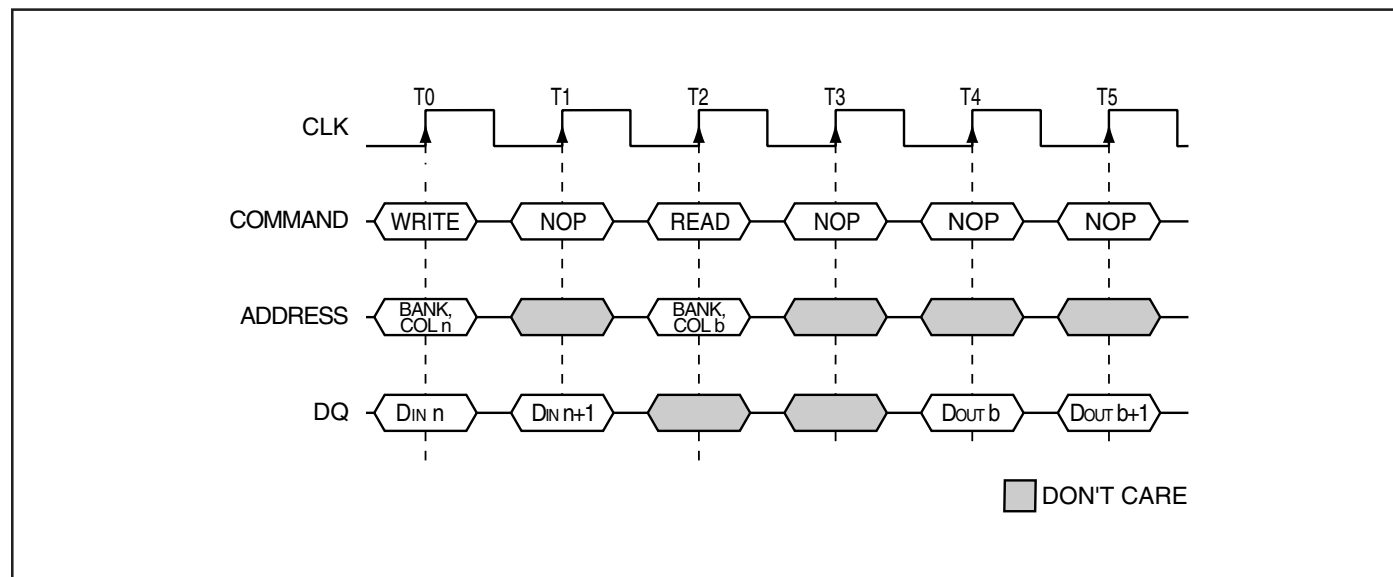 T0 T1 T2 T3 T4 T5
CLK
COMMAND WRITE NOP READ NOP NOP NOP
ADDRESS BANK, COL n BANK, COL b
DQ DIN n DIN n+1 DOUT b DOUT b+1
DON'T CARE